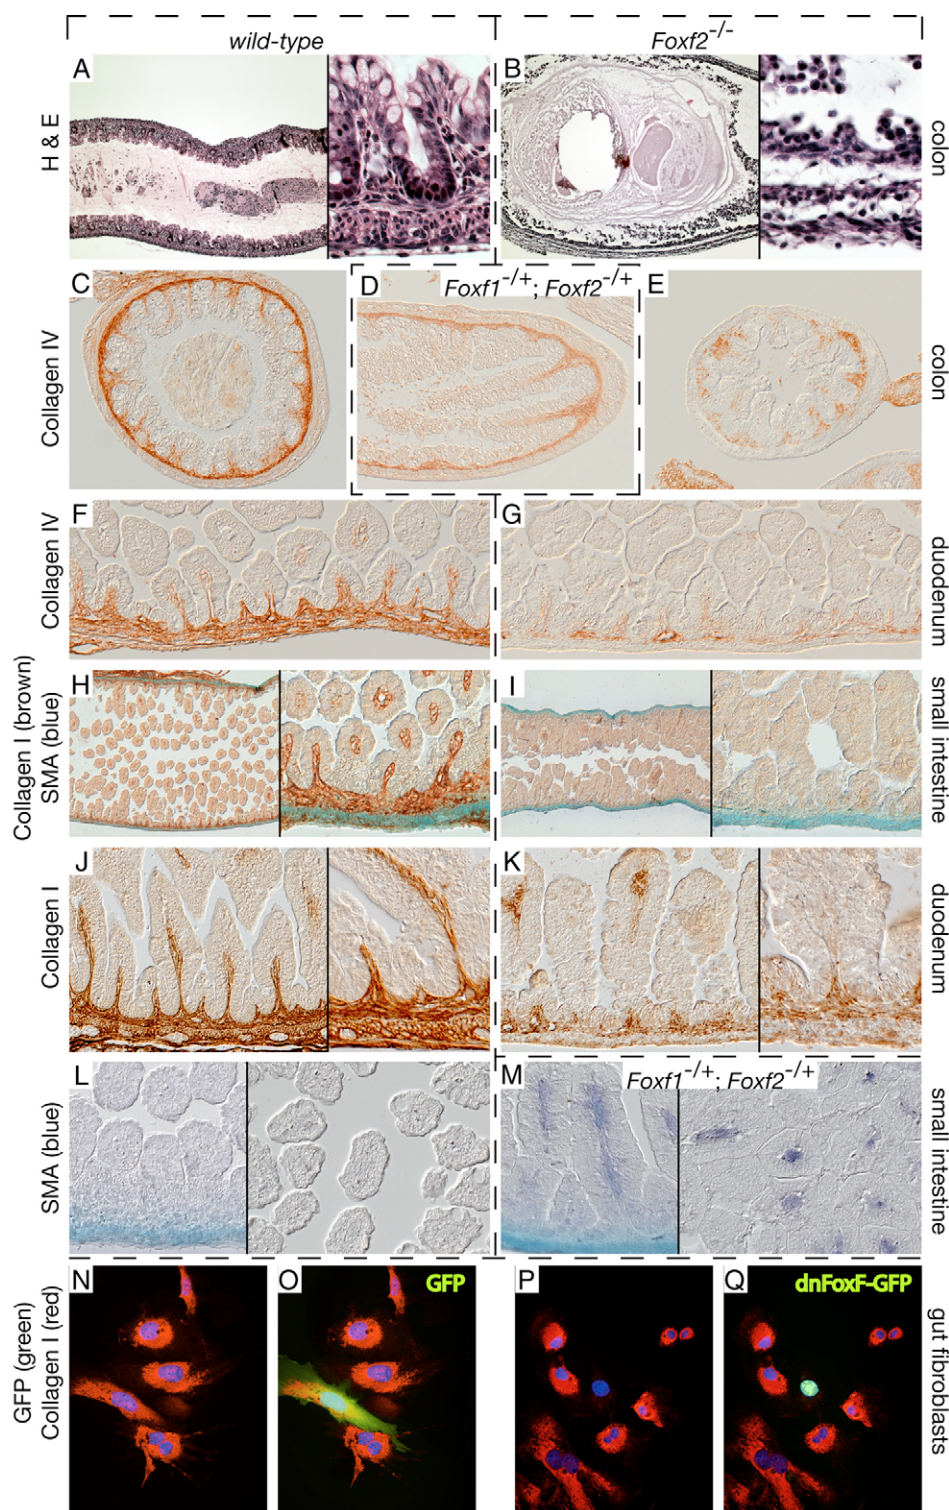 wild-type
Foxf2-/-
A
B
H & E
colon
C
D
Foxf1-/+; Foxf2-/+
E
Collagen IV
colon
F
G
Collagen IV
duodenum
H
I
Collagen I (brown)
SMA (blue)
small intestine
J
K
Collagen I
duodenum
L
M
Foxf1-/+; Foxf2-/+
SMA (blue)
small intestine
N
O
GFP
P
Q
dnFoxF-GFP
GFP (green)
Collagen I (red)
gut fibroblasts